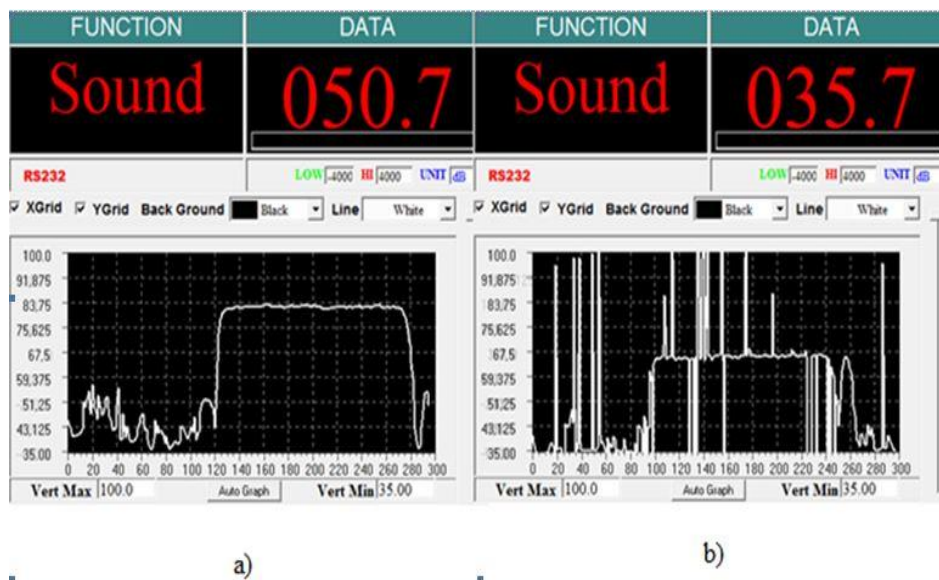 FUNCTION DATA FUNCTION DATA
Sound 050.7 Sound 035.7
RS232 LOW -4000 HI 4000 UNIT dB RS232 LOW -4000 HI 4000 UNIT dB
XGrid YGrid Back Ground Black Line White XGrid YGrid Back Ground Black Line White
100.0 100.0
91,875 91,875
83,75 83,75
75,625 75,625
67.5 67.5
59,375 59,375
51,25 51,25
43,125 43,125
35.00 35.00
0 20 40 60 80 100 120 140 160 180 200 220 240 260 280 300 0 20 40 60 80 100 120 140 160 180 200 220 240 260 280 300
Vert Max 100.0 Auto Graph Vert Min 35.00 Vert Max 100.0 Auto Graph Vert Min 35.00
a) b)